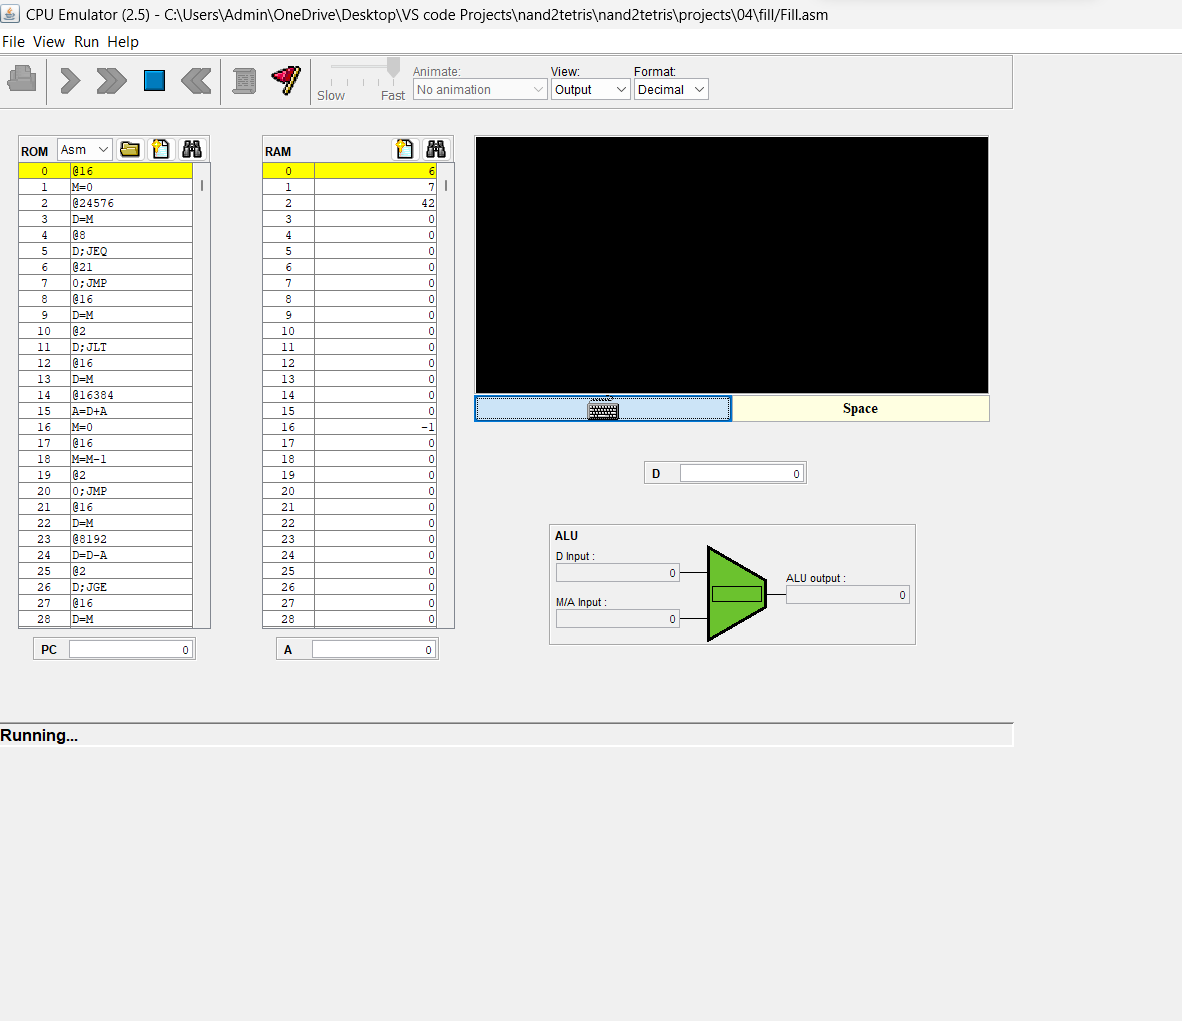 CPU Emulator (2.5) - C:\Users\Admin\OneDrive\Desktop\VS code Projects\nand2tetris\nand2tetris\projects\04\fill/Fill.asm
File View Run Help
Slow Fast
Animate:
No animation
View:
Output
Format:
Decimal
ROM Asm
0 @16
1 M=0
2 @24576
3 D=M
4 @8
5 D;JEQ
6 @21
7 0;JMP
8 @16
9 D=M
10 @2
11 D;JLT
12 @16
13 D=M
14 @16384
15 A=D+A
16 M=0
17 @16
18 M=M-1
19 @2
20 0;JMP
21 @16
22 D=M
23 @8192
24 D=D-A
25 @2
26 D;JGE
27 @16
28 D=M
PC 0
RAM
0 6
1 7
2 42
3 0
4 0
5 0
6 0
7 0
8 0
9 0
10 0
11 0
12 0
13 0
14 0
15 0
16 -1
17 0
18 0
19 0
20 0
21 0
22 0
23 0
24 0
25 0
26 0
27 0
28 0
A 0
Space
D 0
ALU
D Input :
0
M/A Input :
0
ALU output :
0
Running...